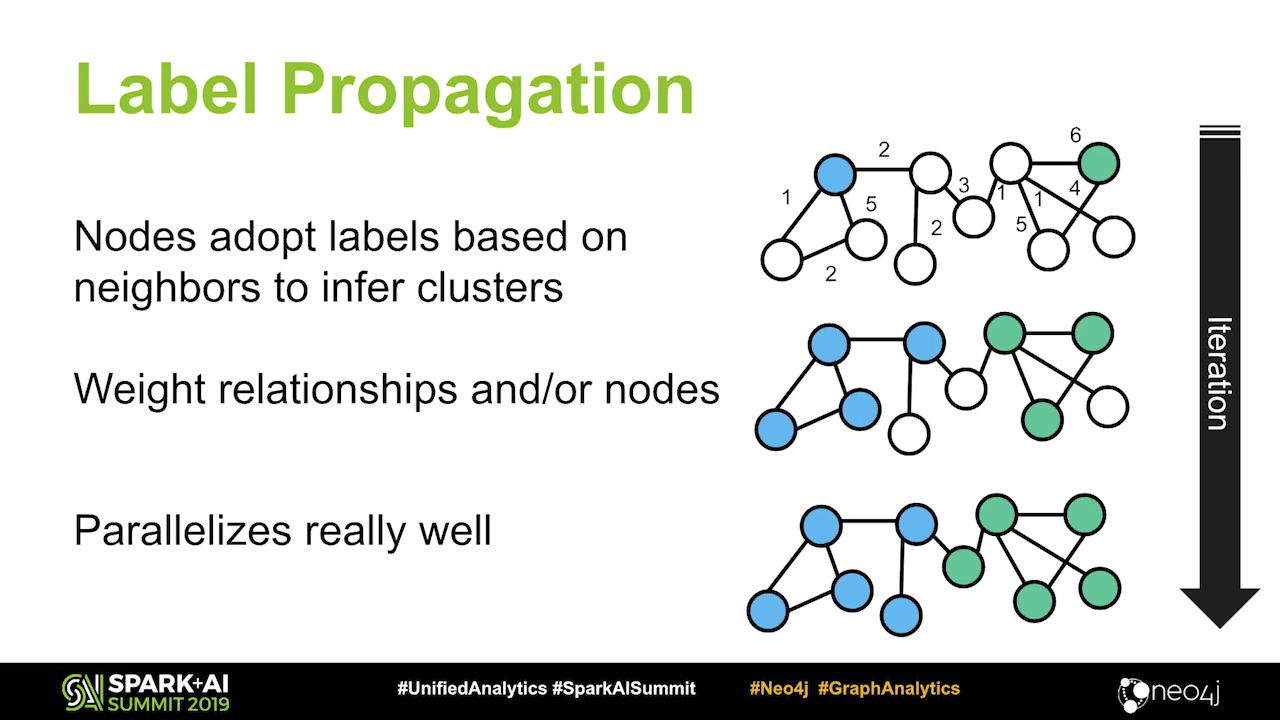 Label Propagation
Nodes adopt labels based on
neighbors to infer clusters
Weight relationships and/or nodes
Parallelizes really well
2
6
1
5
3
1
1
4
2
5
2
Iteration
SPARK+AI
SUMMIT 2019
#UnifiedAnalytics #SparkAISummit
#Neo4j #GraphAnalytics
neo4j